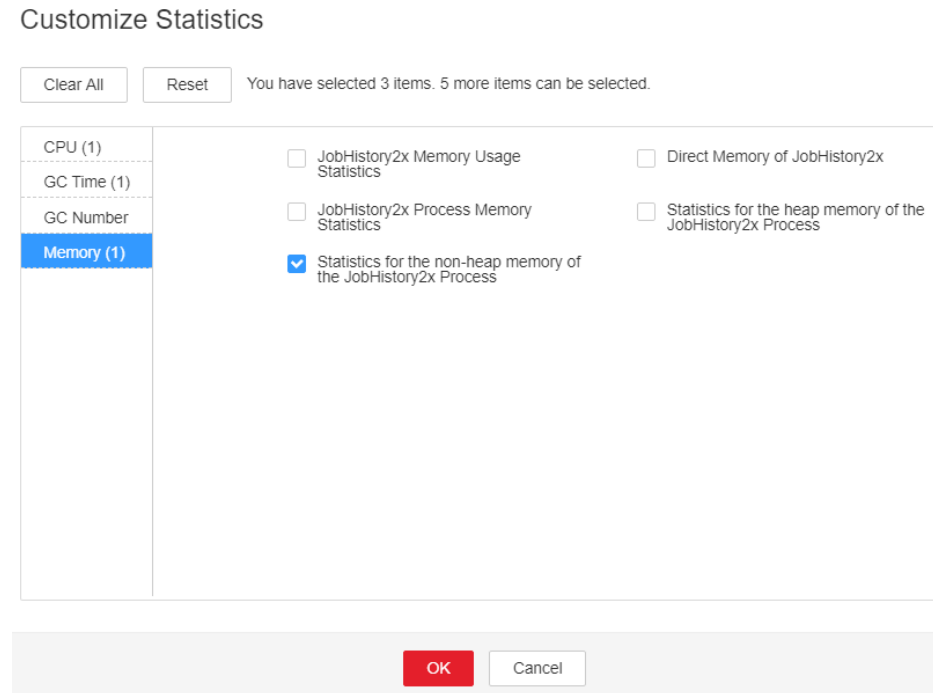 Customize Statistics
Clear All
Reset
You have selected 3 items. 5 more items can be selected.
CPU (1)
GC Time (1)
GC Number
Memory (1)
JobHistory2x Memory Usage
Statistics
Direct Memory of JobHistory2x
JobHistory2x Process Memory
Statistics
Statistics for the heap memory of the
JobHistory2x Process
Statistics for the non-heap memory of
the JobHistory2x Process
OK
Cancel